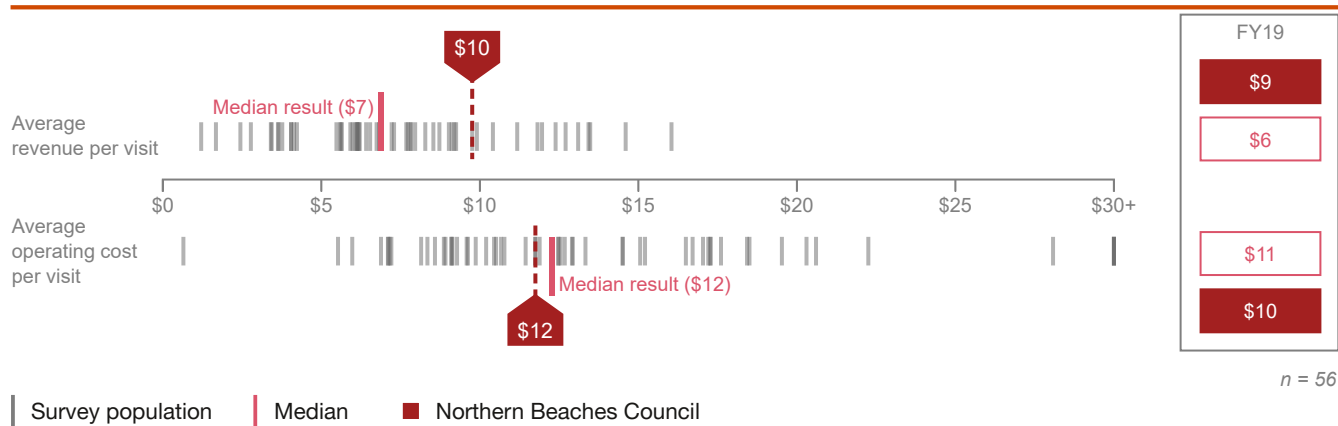 FY19
$10
$9
Median result ($7)
Average
revenue per visit
$6
$0 $5 $10 $15 $20 $25 $30+
Average
operating cost
per visit
$11
Median result ($12)
$12
$10
n = 56
Survey population Median Northern Beaches Council